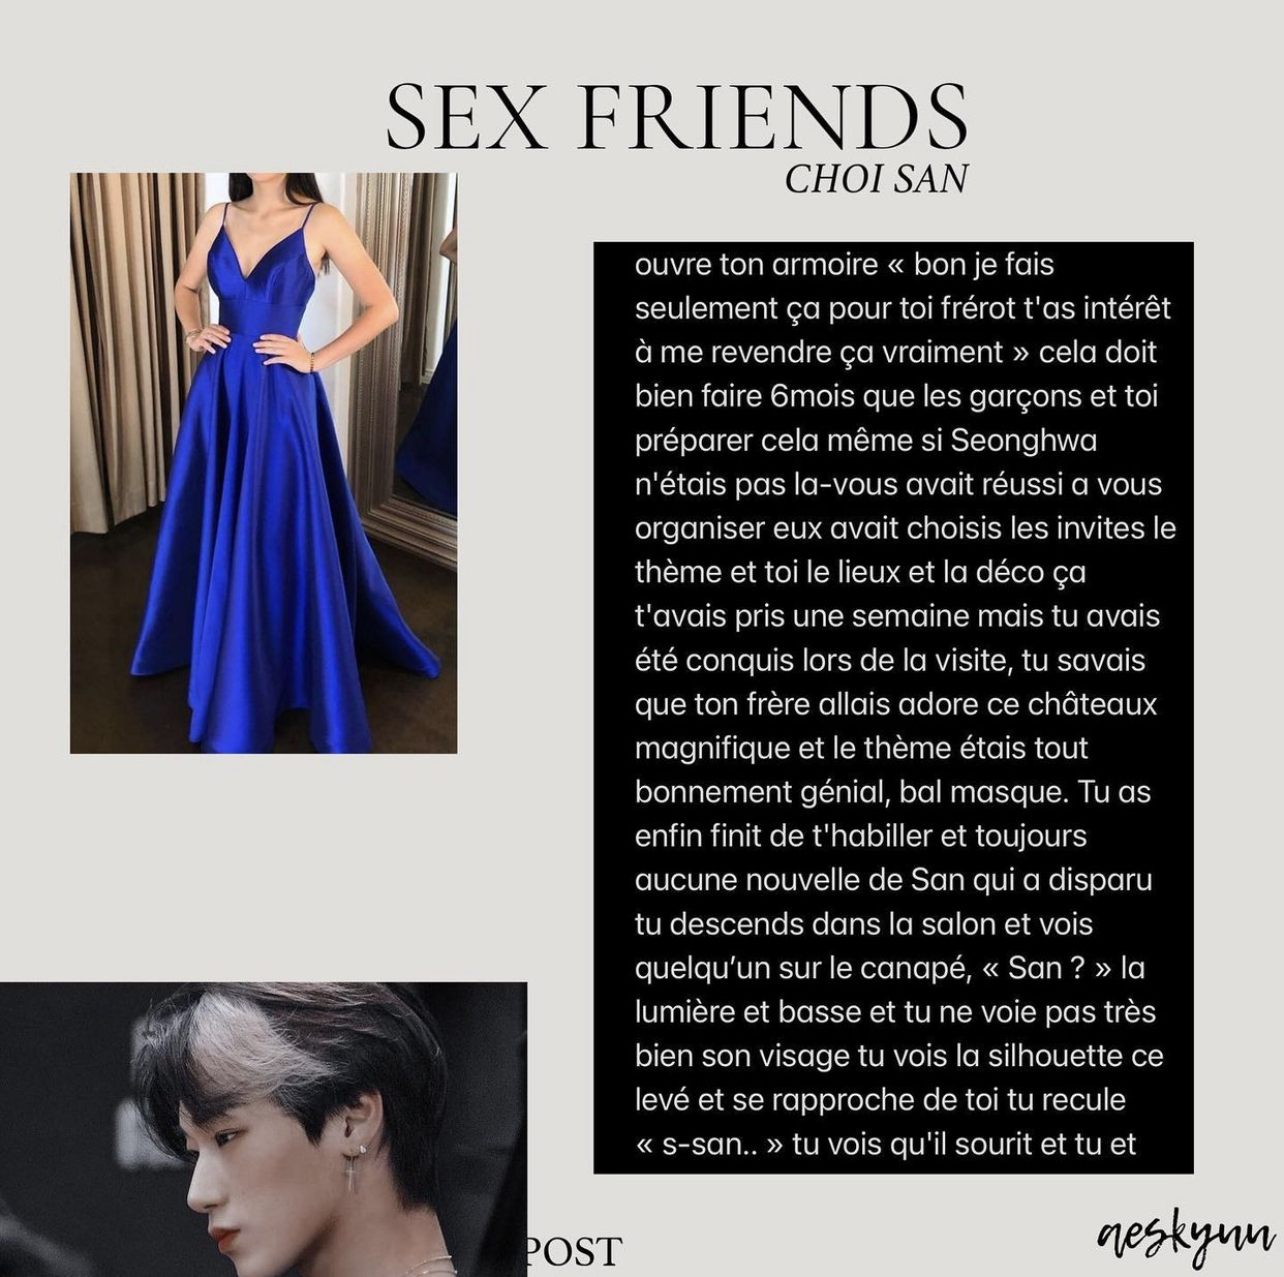 SEX FRIENDS
CHOI SAN
ouvre ton armoire « bon je fais
seulement ça pour toi frérot t'as intérêt
à me revendre ça vraiment » cela doit
bien faire 6mois que les garçons et toi
préparer cela même si Seonghwa
n'étais pas la-vous avait réussi a vous
organiser eux avait choisis les invites le
thème et toi le lieux et la déco ça
t'avais pris une semaine mais tu avais
été conquis lors de la visite, tu savais
que ton frère allais adore ce châteaux
magnifique et le thème étais tout
bonnement génial, bal masque. Tu as
enfin finit de t'habiller et toujours
aucune nouvelle de San qui a disparu
tu descends dans la salon et vois
quelqu’un sur le canapé, « San ? » la
lumière et basse et tu ne voie pas très
bien son visage tu vois la silhouette ce
levé et se rapproche de toi tu recule
« s-san.. » tu vois qu'il sourit et tu et
POST
aeskynn